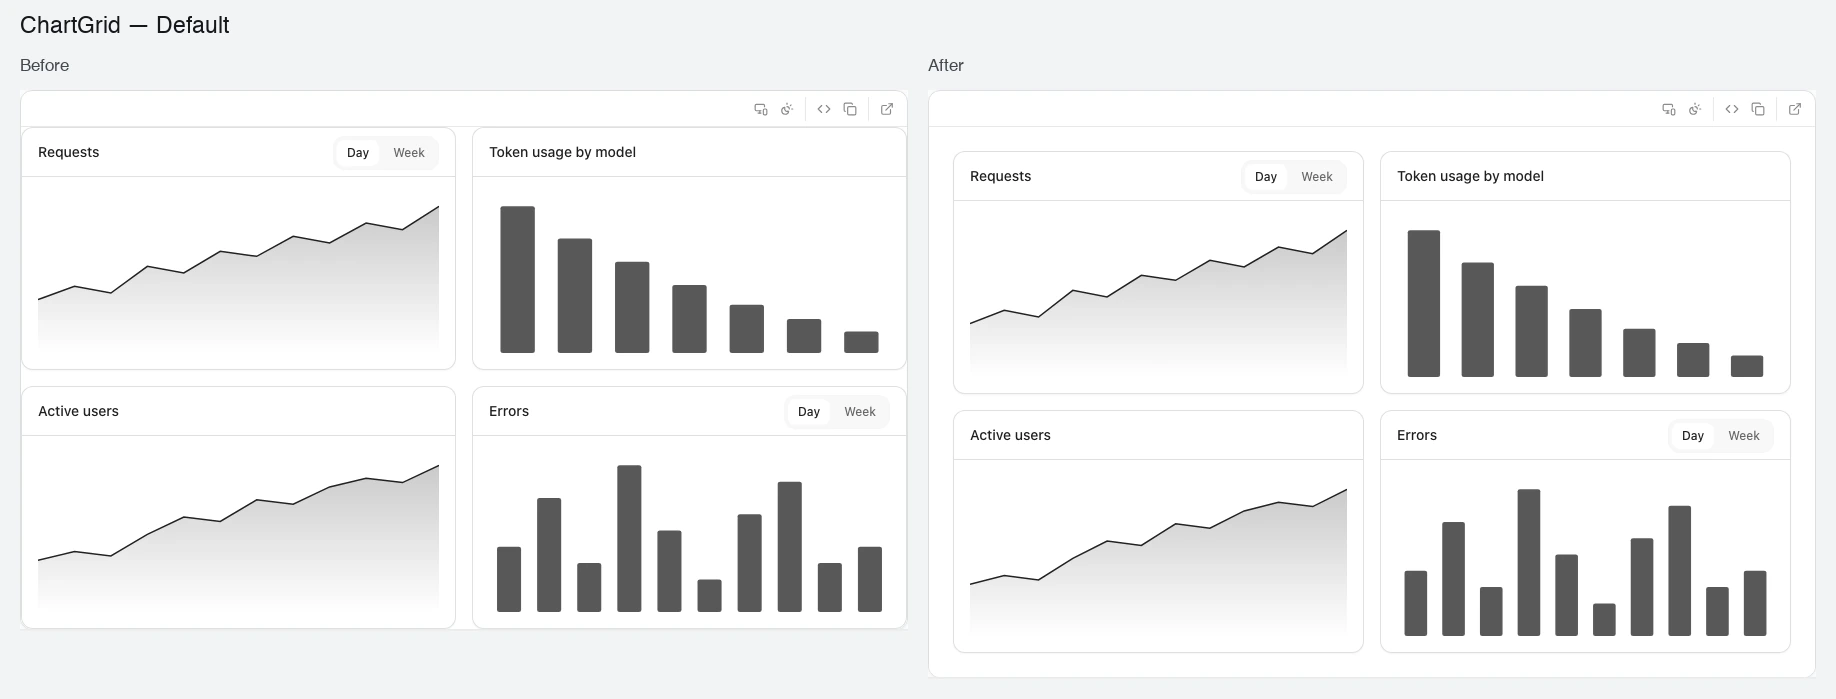 ChartGrid — Default
Before
Requests
Day
Week
Token usage by model
Active users
Errors
Day
Week
After
Requests
Day
Week
Token usage by model
Active users
Errors
Day
Week